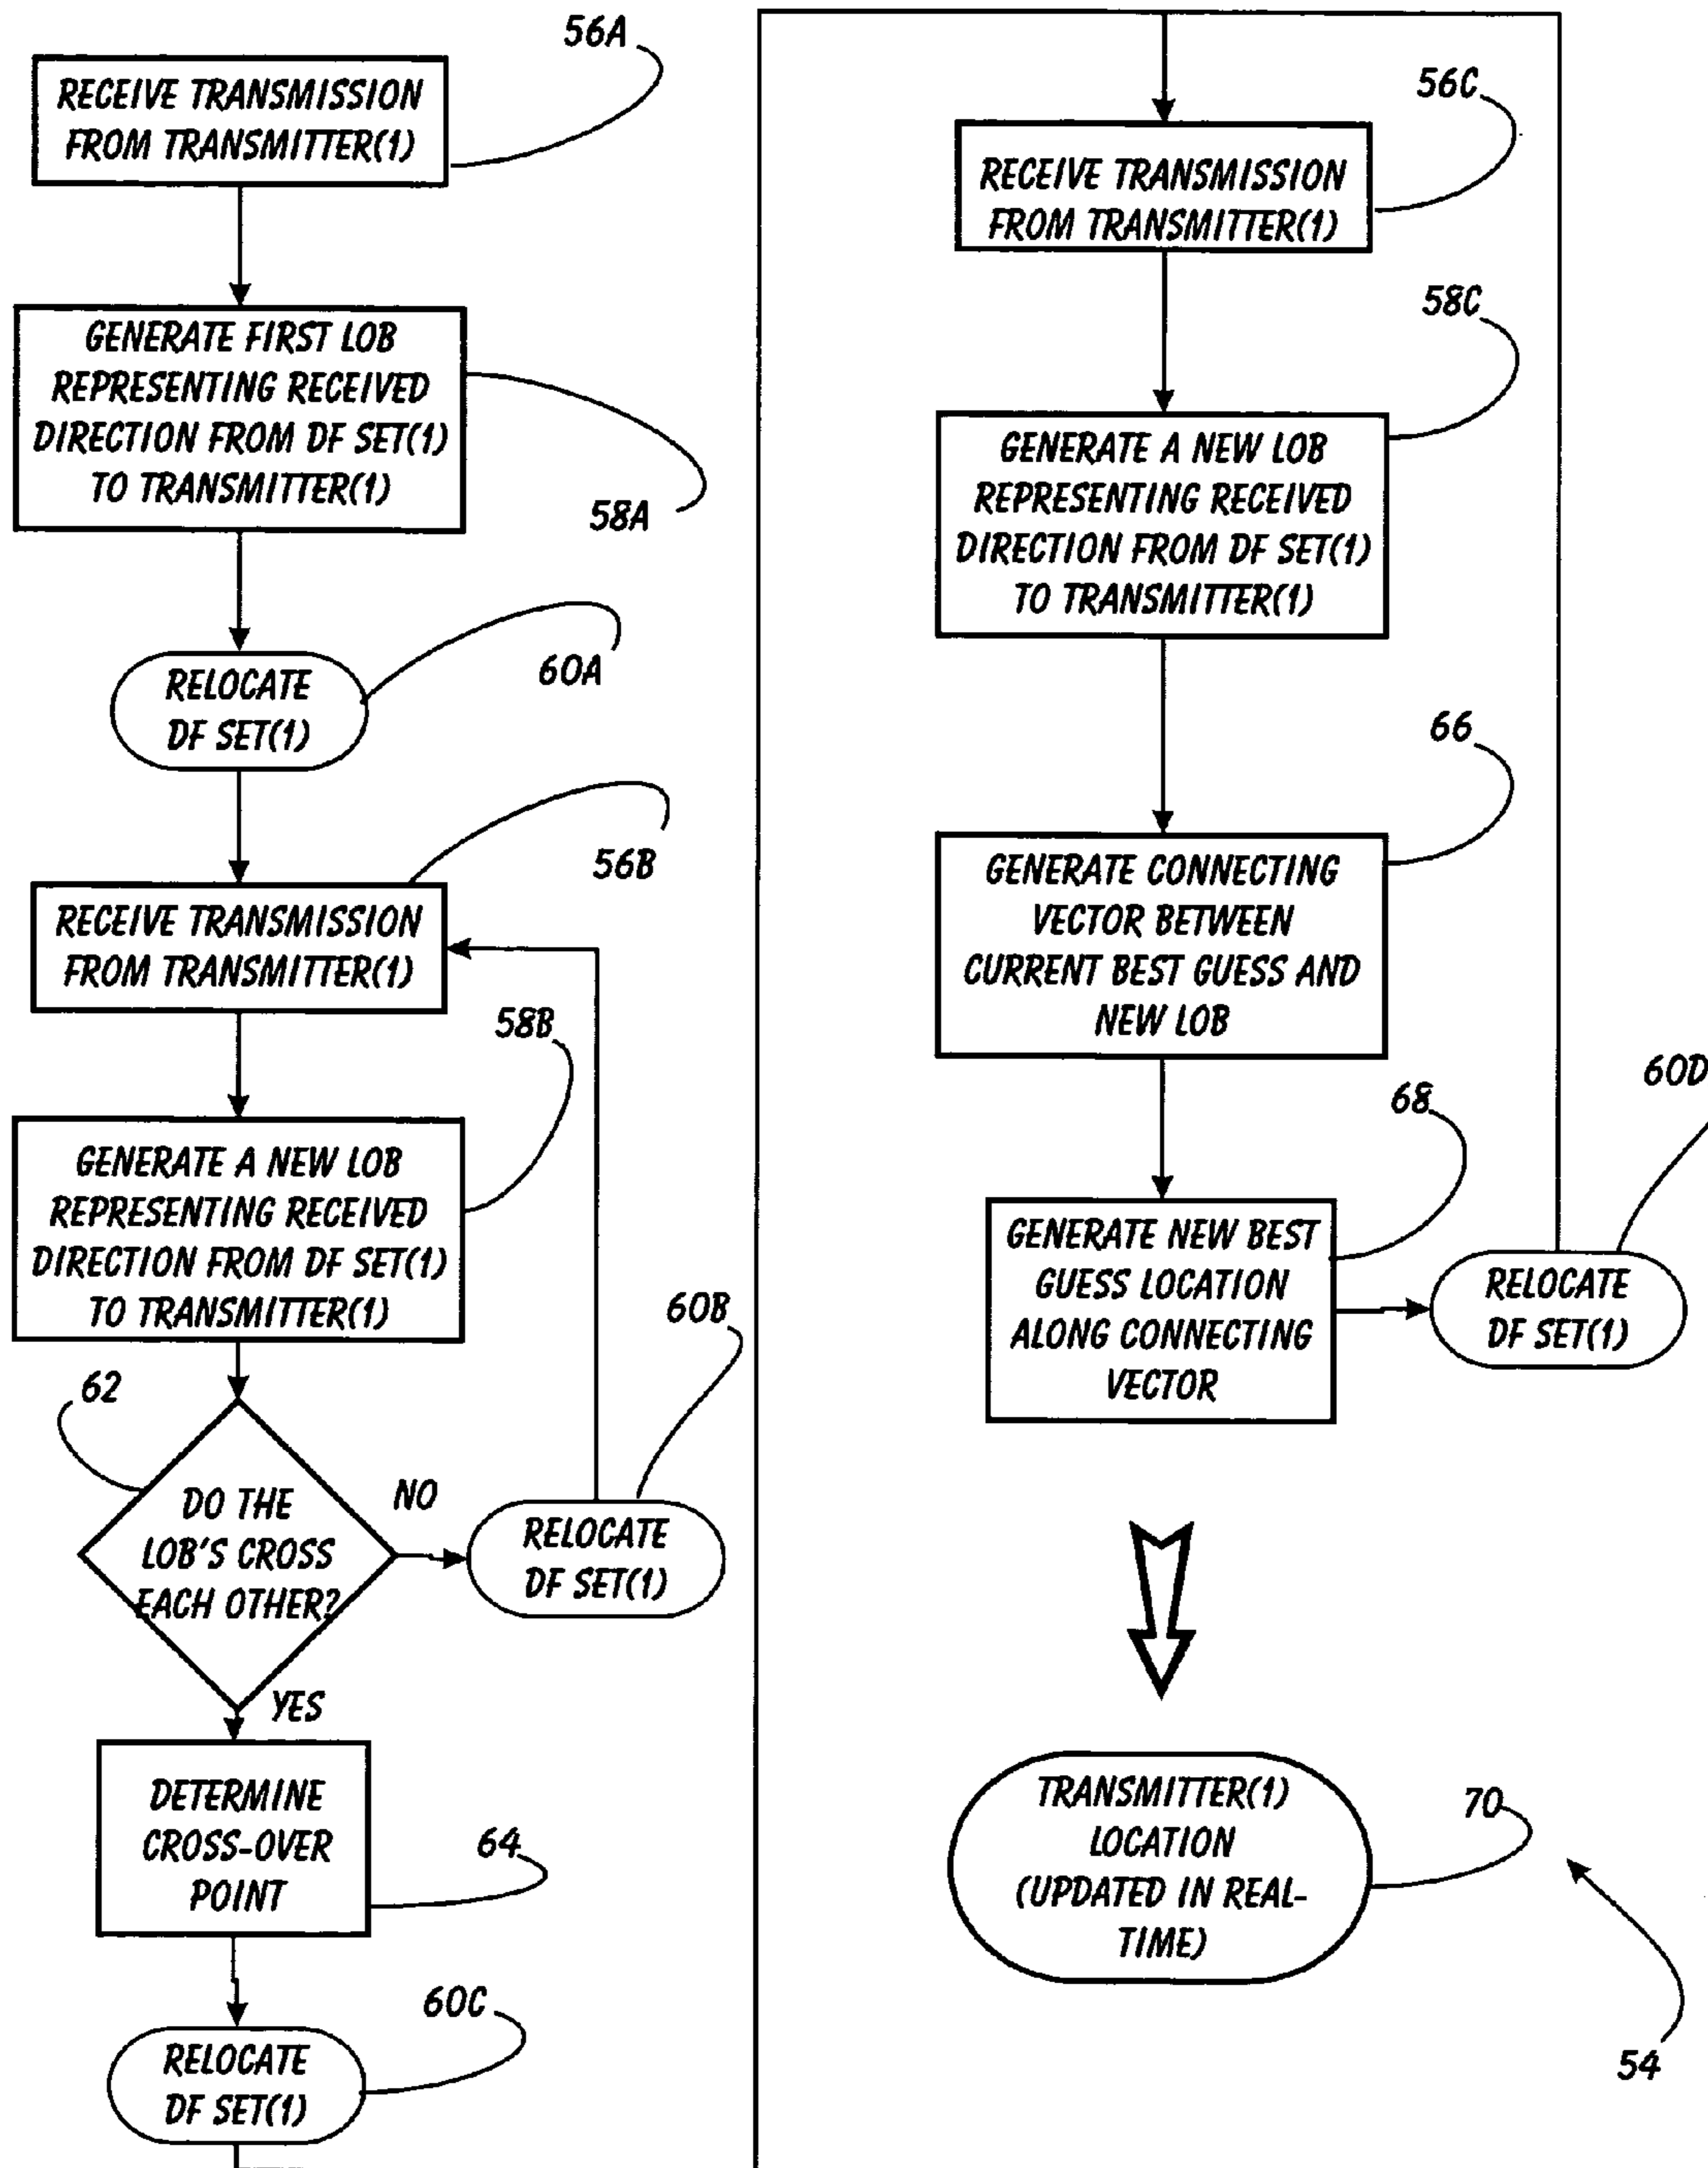 56A
RECEIVE TRANSMISSION
FROM TRANSMITTER(1)
GENERATE FIRST LOB
REPRESENTING RECEIVED
DIRECTION FROM DF SET(1)
TO TRANSMITTER(1)
58A
RELOCATE
DF SET(1)
60A
56B
RECEIVE TRANSMISSION
FROM TRANSMITTER(1)
58B
GENERATE A NEW LOB
REPRESENTING RECEIVED
DIRECTION FROM DF SET(1)
TO TRANSMITTER(1)
60B
62
DO THE
LOB'S CROSS
EACH OTHER?
NO
RELOCATE
DF SET(1)
YES
DETERMINE
CROSS-OVER
POINT
64
60C
RELOCATE
DF SET(1)
56C
RECEIVE TRANSMISSION
FROM TRANSMITTER(1)
58C
GENERATE A NEW LOB
REPRESENTING RECEIVED
DIRECTION FROM DF SET(1)
TO TRANSMITTER(1)
66
GENERATE CONNECTING
VECTOR BETWEEN
CURRENT BEST GUESS AND
NEW LOB
60D
68
GENERATE NEW BEST
GUESS LOCATION
ALONG CONNECTING
VECTOR
RELOCATE
DF SET(1)
TRANSMITTER(1)
LOCATION
(UPDATED IN REAL-
TIME)
70
54